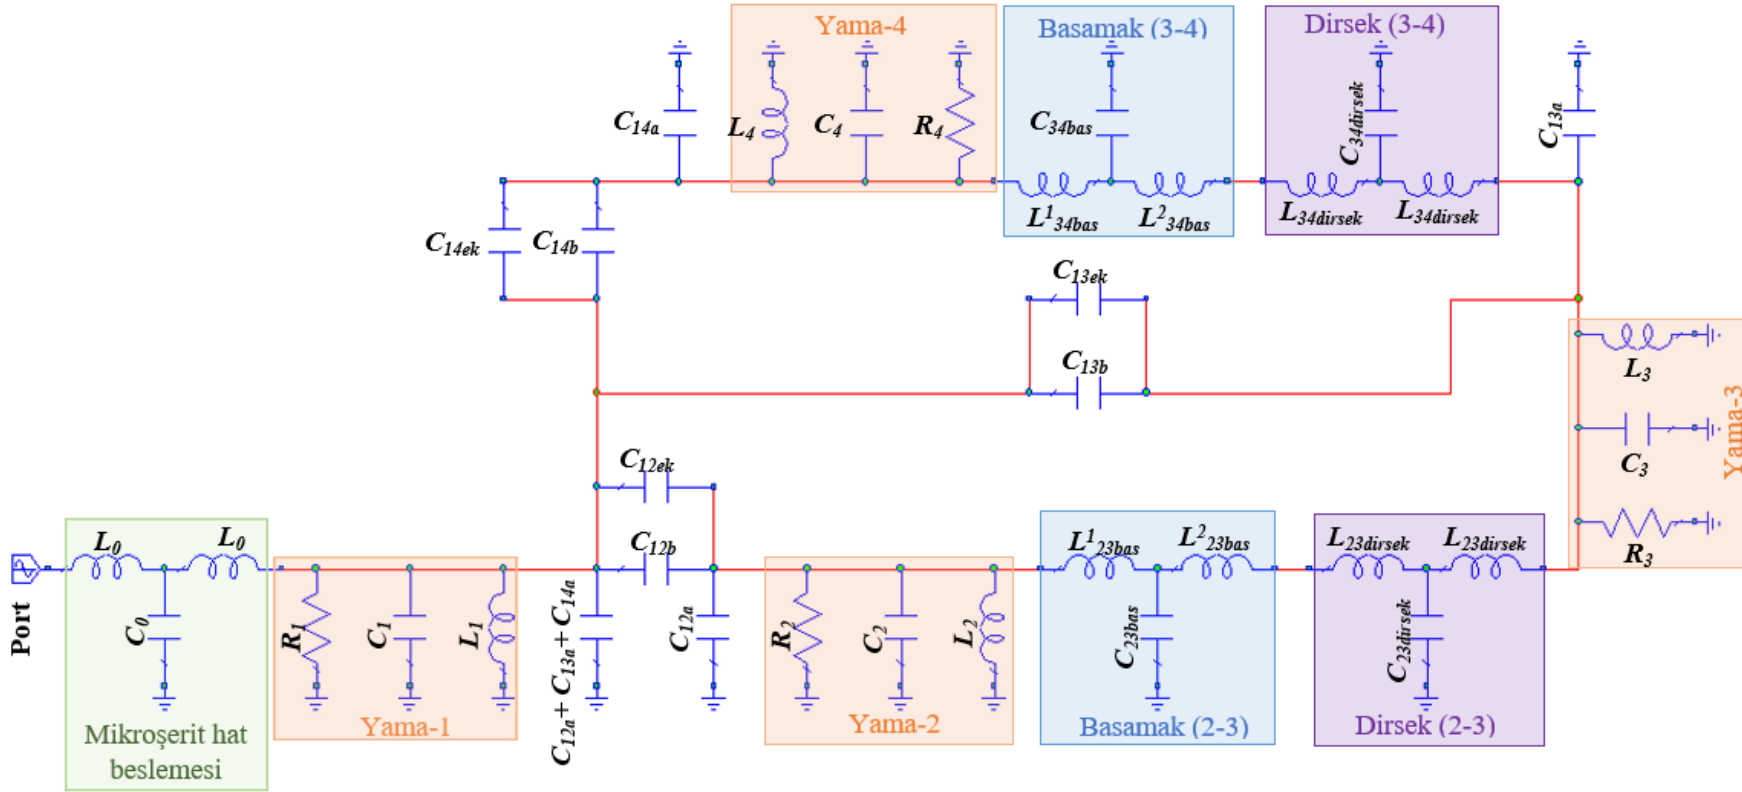 Yama-4
Basamak (3-4)
Dirsek (3-4)
C14a
L4
C4
R4
C34bas
C34dirsek
C13a
L¹34bas
L²34bas
L34dirsek
L34dirsek
C14ek
C14b
C13ek
C13b
L3
C3
R3
Yama-3
C12ek
C12b
Port
L0
L0
C0
Mikroşerit hat
beslemesi
R1
C1
L1
Yama-1
C12a+ C13a+ C14a
C12a
R2
C2
L2
Yama-2
L¹23bas
L²23bas
C23bas
Basamak (2-3)
L23dirsek
L23dirsek
C23dirsek
Dirsek (2-3)